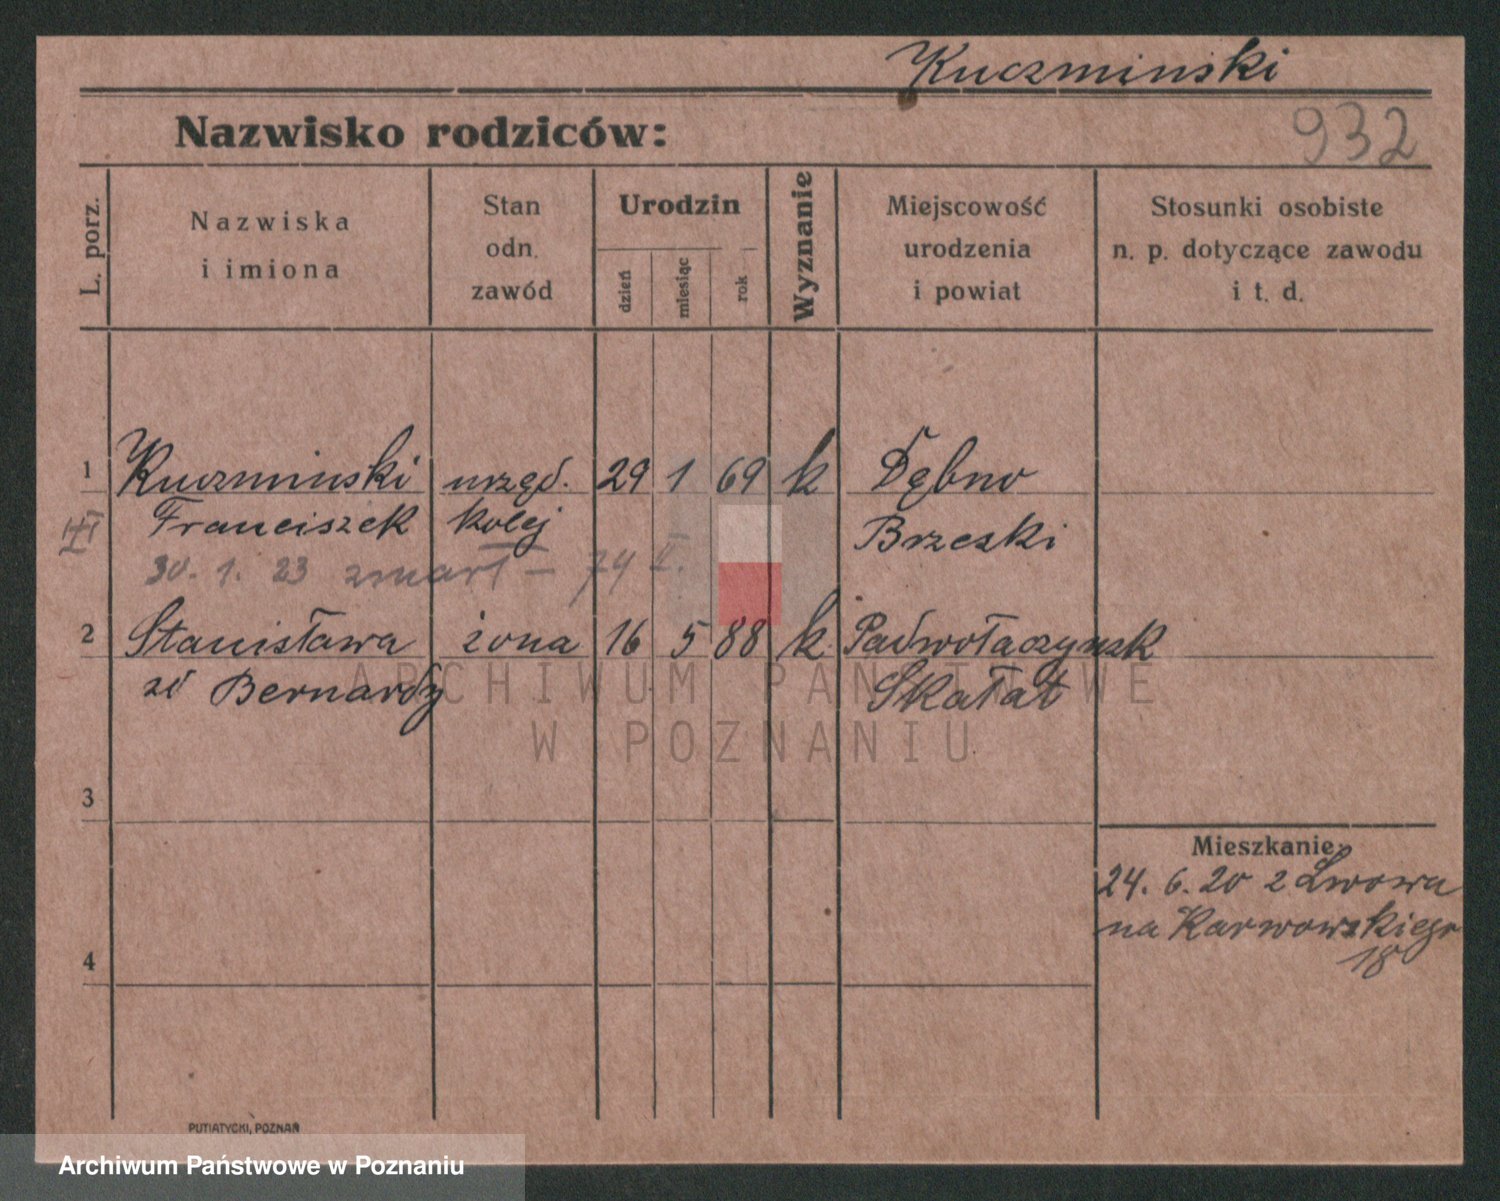 Kuczminski
Nazwisko rodziców:
932
L. porz.
Nazwiska
i imiona
Stan
odn.
zawód
Urodzin
dzień
miesiąc
rok
Wyznanie
Miejscowość
urodzenia
i powiat
Stosunki osobiste
n. p. dotyczące zawodu
i t. d.
1 Kuczminski urzęd. 29 1 69 k Dębno
Franciszek kolej Brzeski
30. 1. 23 zmarł – 74
2 Stanisława żona 16 5 88 k Padwołaczynsk
zd Bernardy Skałat
ARCHIWUM PAŃSTWOWE
W POZNANIU
3
Mieszkanie:
24. 6. 20 z Lwowa
na Karwowskiego
18
4
PUTIATYCKI, POZNAŃ
Archiwum Państwowe w Poznaniu